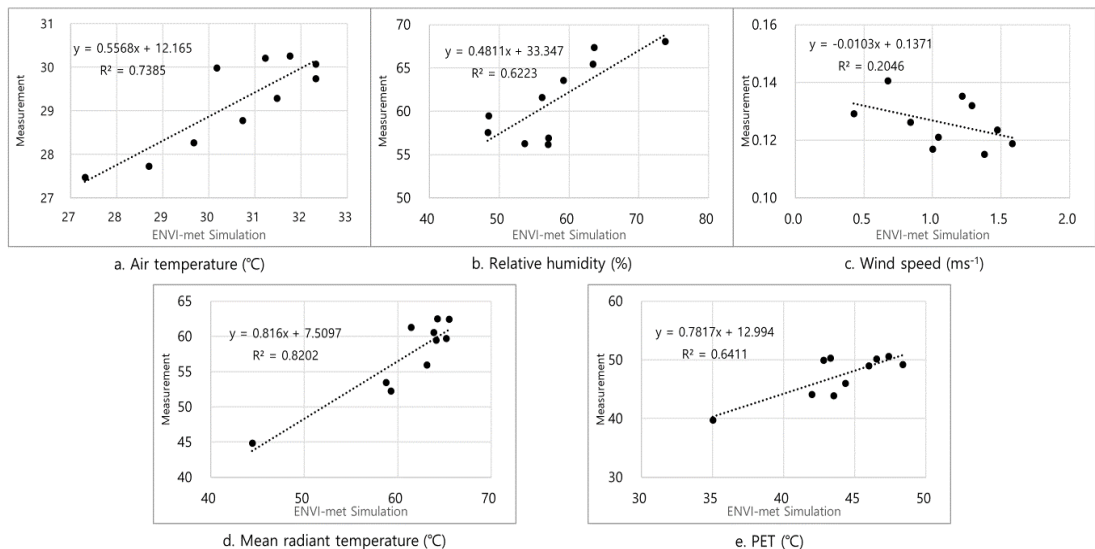 31
30
29
28
27
Measurement
y = 0.5568x + 12.165
R² = 0.7385
27 28 29 30 31 32 33
ENVI-met Simulation
a. Air temperature (℃)
70
65
60
55
50
Measurement
y = 0.4811x + 33.347
R² = 0.6223
40 50 60 70 80
ENVI-met Simulation
b. Relative humidity (%)
0.16
0.14
0.12
0.10
Measurement
y = -0.0103x + 0.1371
R² = 0.2046
0.0 0.5 1.0 1.5 2.0
ENVI-met Simulation
c. Wind speed (ms⁻¹)
65
60
55
50
45
40
Measurement
y = 0.816x + 7.5097
R² = 0.8202
40 50 60 70
ENVI-met Simulation
d. Mean radiant temperature (℃)
60
50
40
30
Measurement
y = 0.7817x + 12.994
R² = 0.6411
30 35 40 45 50
ENVI-met Simulation
e. PET (℃)